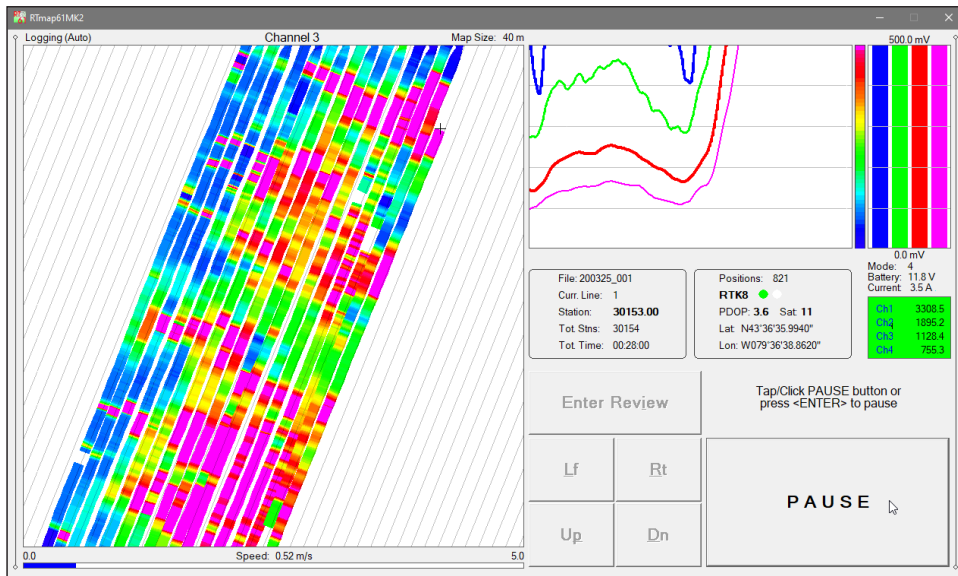 RTmap61MK2
Logging (Auto) Channel 3 Map Size: 40 m
500.0 mV
0.0 mV
Mode: 4
Battery: 11.8 V
Current: 3.5 A
File: 200325_001
Curr. Line: 1
Station: 30153.00
Tot. Stns: 30154
Tot. Time: 00:28:00
Positions: 821
RTK8
PDOP: 3.6 Sat: 11
Lat: N43°36'35.9940"
Lon: W079°36'38.8620"
Ch1 3308.5
Ch2 1895.2
Ch3 1128.4
Ch4 755.3
Enter Review
Tap/Click PAUSE button or
press <ENTER> to pause
Lf Rt
Up Dn
PAUSE
0.0 Speed: 0.52 m/s 5.0